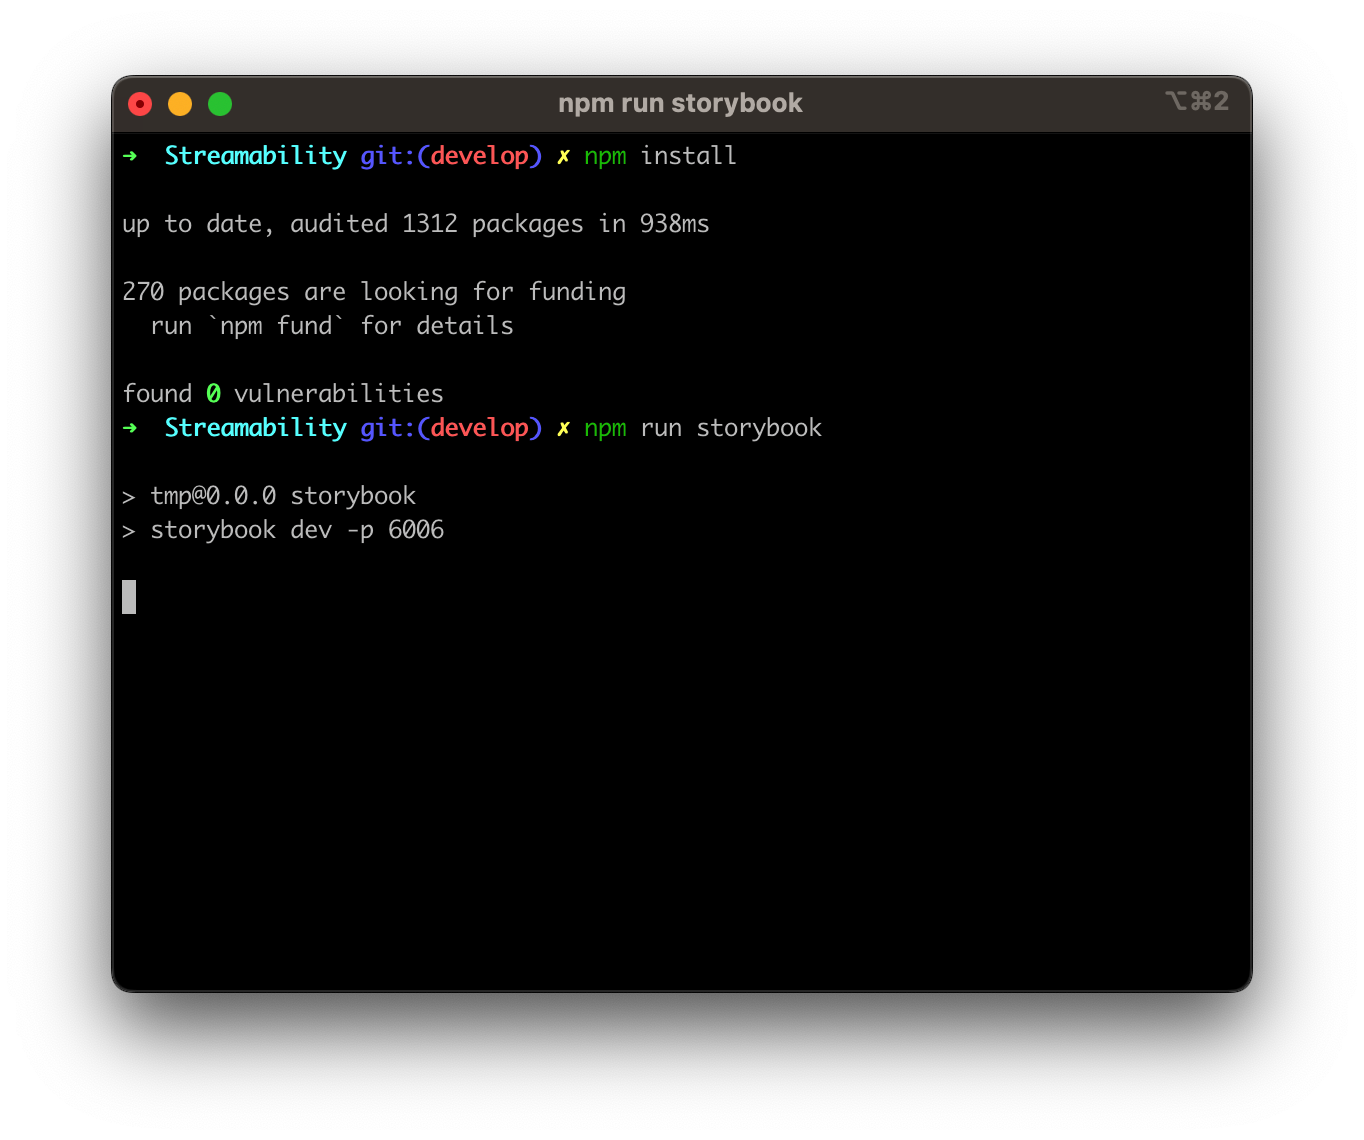 npm run storybook
⌥⌘2
➜  Streamability git:(develop) ✗ npm install
up to date, audited 1312 packages in 938ms
270 packages are looking for funding
  run `npm fund` for details
found 0 vulnerabilities
➜  Streamability git:(develop) ✗ npm run storybook
> tmp@0.0.0 storybook
> storybook dev -p 6006